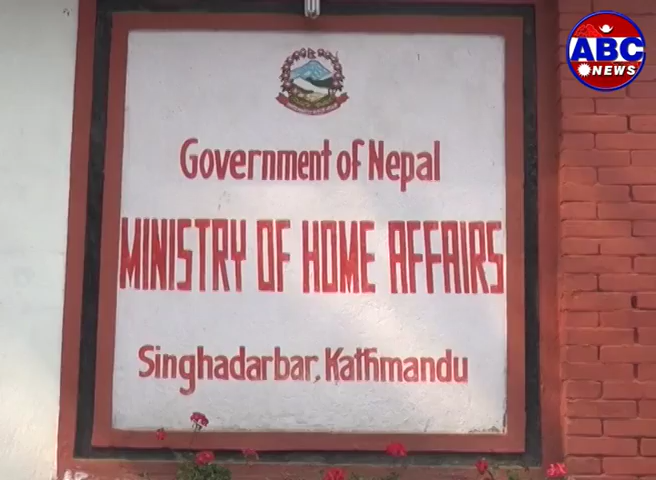 ABC
NEWS
Government of Nepal
MINISTRY OF HOME AFFAIRS
Singhadarbar, Kathmandu